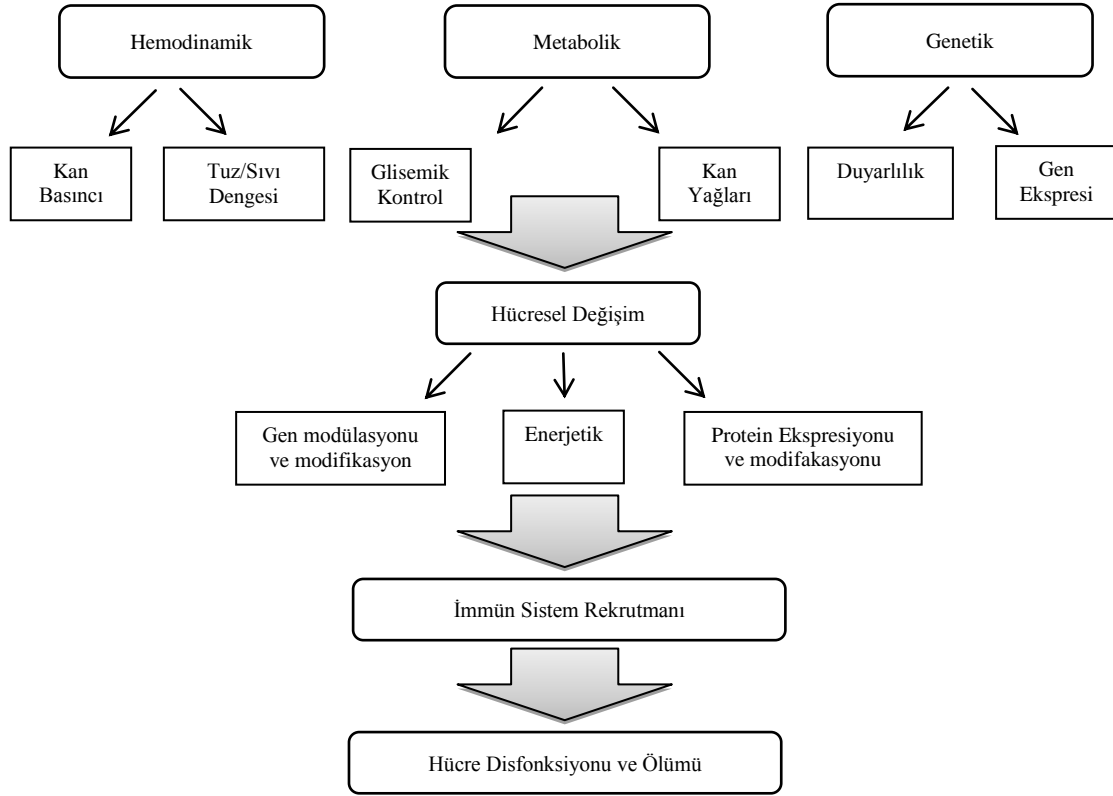 Hemodinamik
Metabolik
Genetik
Kan
Basıncı
Tuz/Sıvı
Dengesi
Glisemik
Kontrol
Kan
Yağları
Duyarlılık
Gen
Ekspresi
Hücresel Değişim
Gen modülasyonu
ve modifikasyon
Enerjetik
Protein Ekspresiyonu
ve modifakasyonu
İmmün Sistem Rekrutmanı
Hücre Disfonksiyonu ve Ölümü